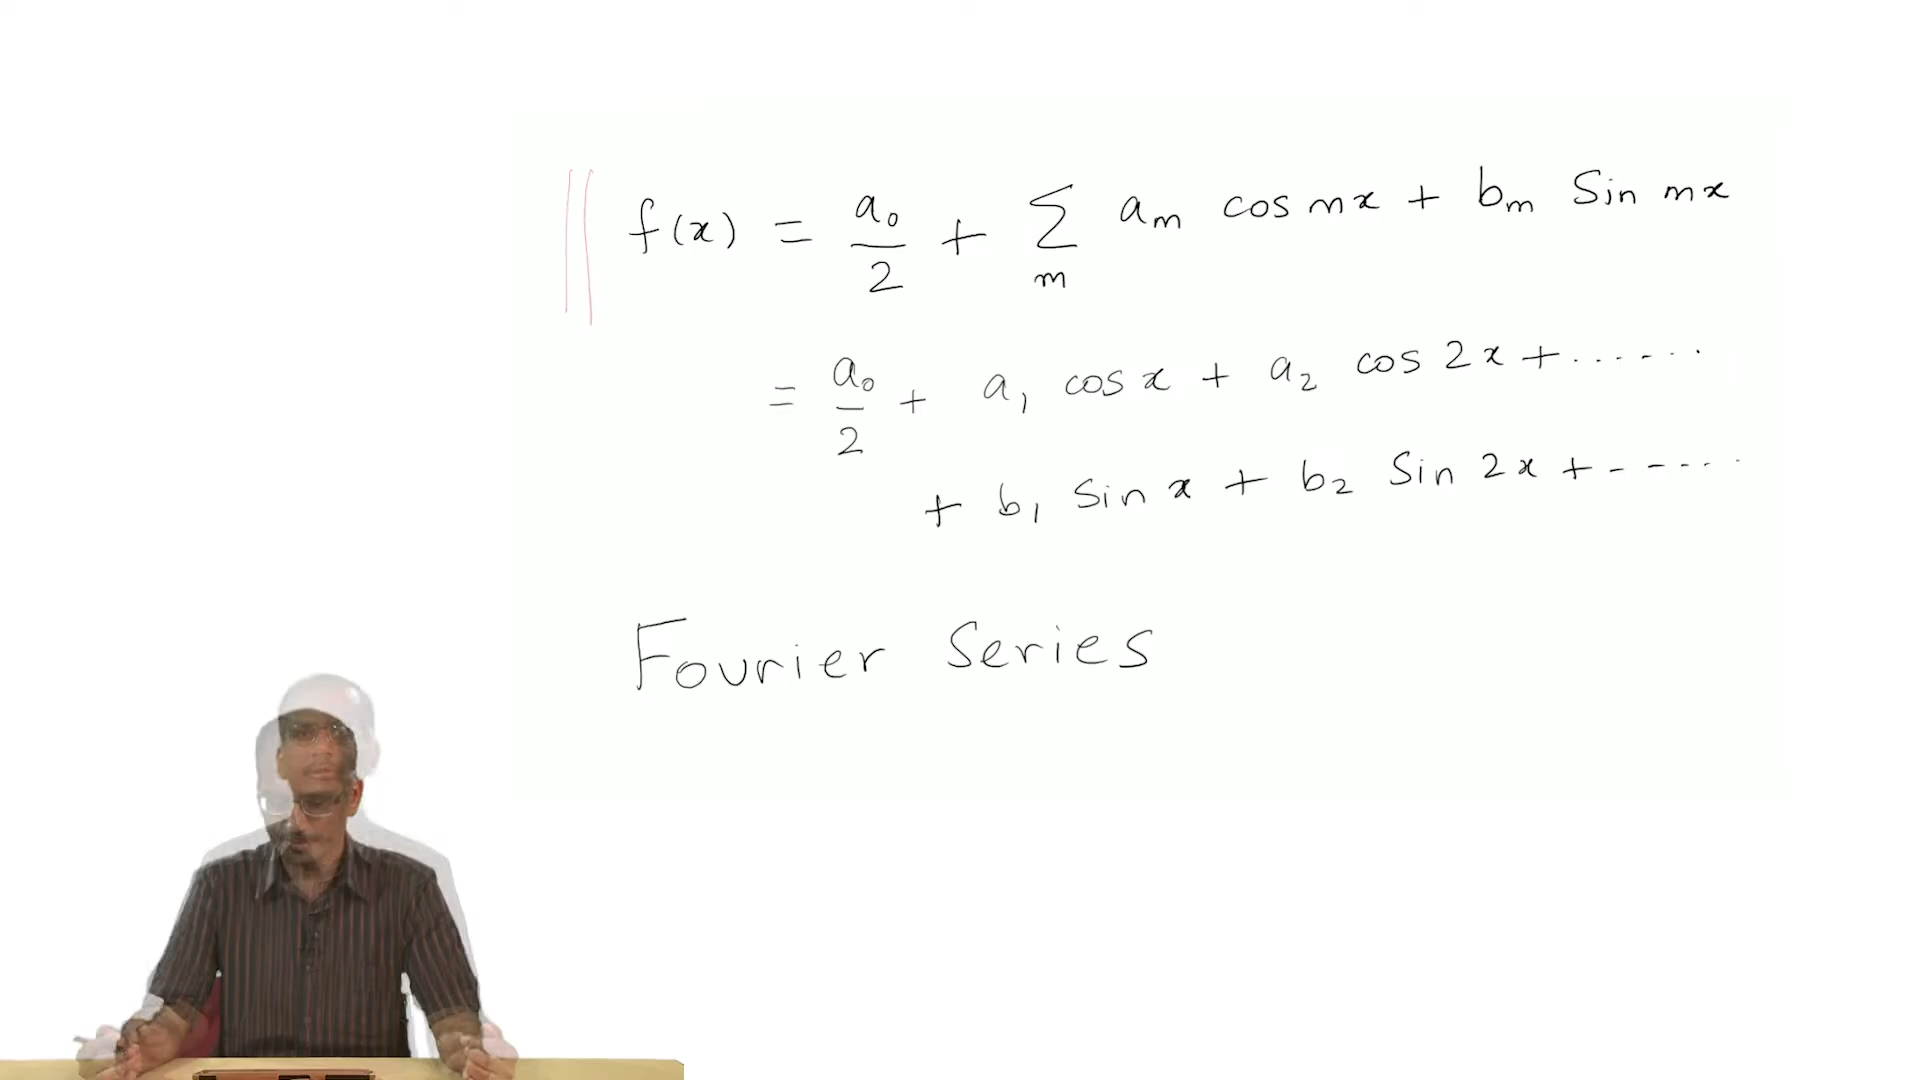 f(x) = a₀/2 + ∑ₘ aₘ cos mx + bₘ Sin mx
= a₀/2 + a₁ cos x + a₂ cos 2x + .......
+ b₁ Sin x + b₂ Sin 2x + - - - - . . .
Fourier Series